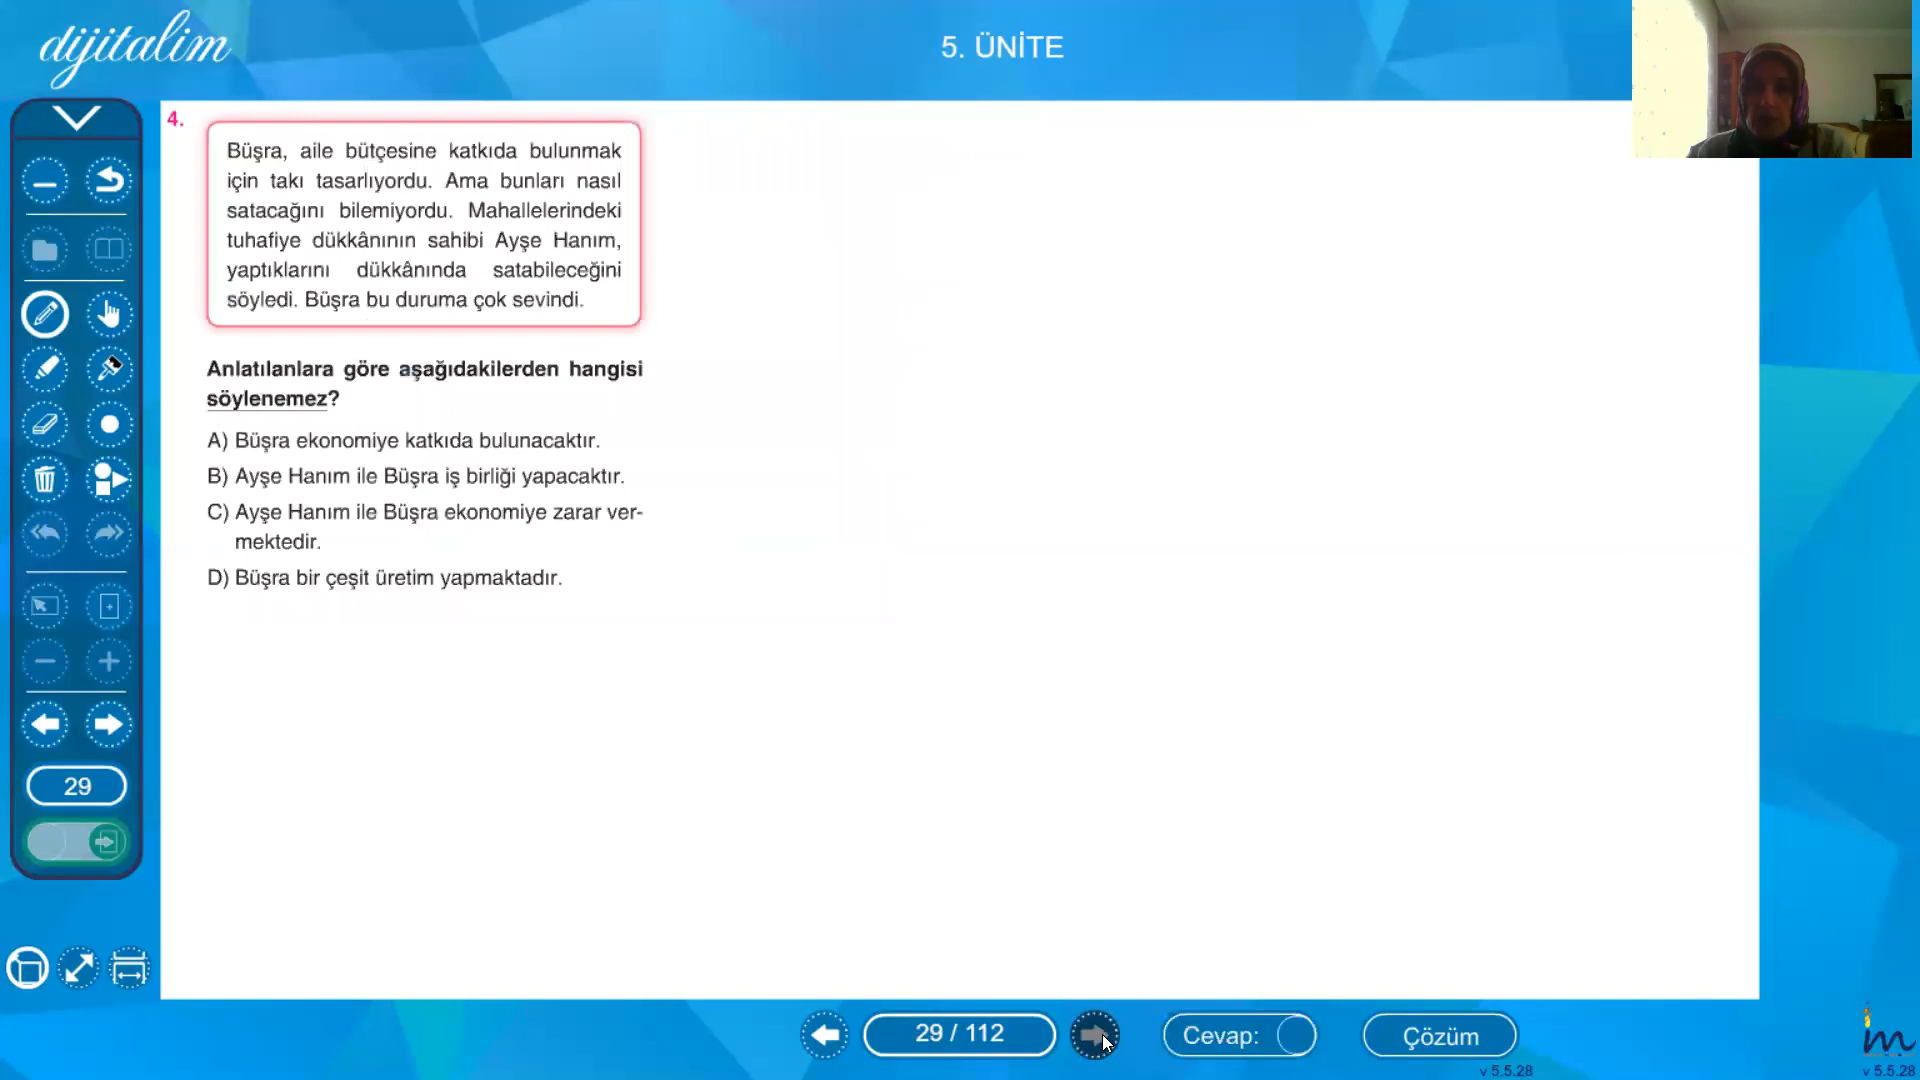 dijitalim
5. ÜNİTE
4.
Büşra, aile bütçesine katkıda bulunmak
için takı tasarlıyordu. Ama bunları nasıl
satacağını bilemiyordu. Mahallelerindeki
tuhafiye dükkânının sahibi Ayşe Hanım,
yaptıklarını dükkânında satabileceğini
söyledi. Büşra bu duruma çok sevindi.
Anlatılanlara göre aşağıdakilerden hangisi
söylenemez?
A) Büşra ekonomiye katkıda bulunacaktır.
B) Ayşe Hanım ile Büşra iş birliği yapacaktır.
C) Ayşe Hanım ile Büşra ekonomiye zarar ver-
mektedir.
D) Büşra bir çeşit üretim yapmaktadır.
29
29 / 112
Cevap:
Çözüm
v 5.5.28
im
v 5.5.28